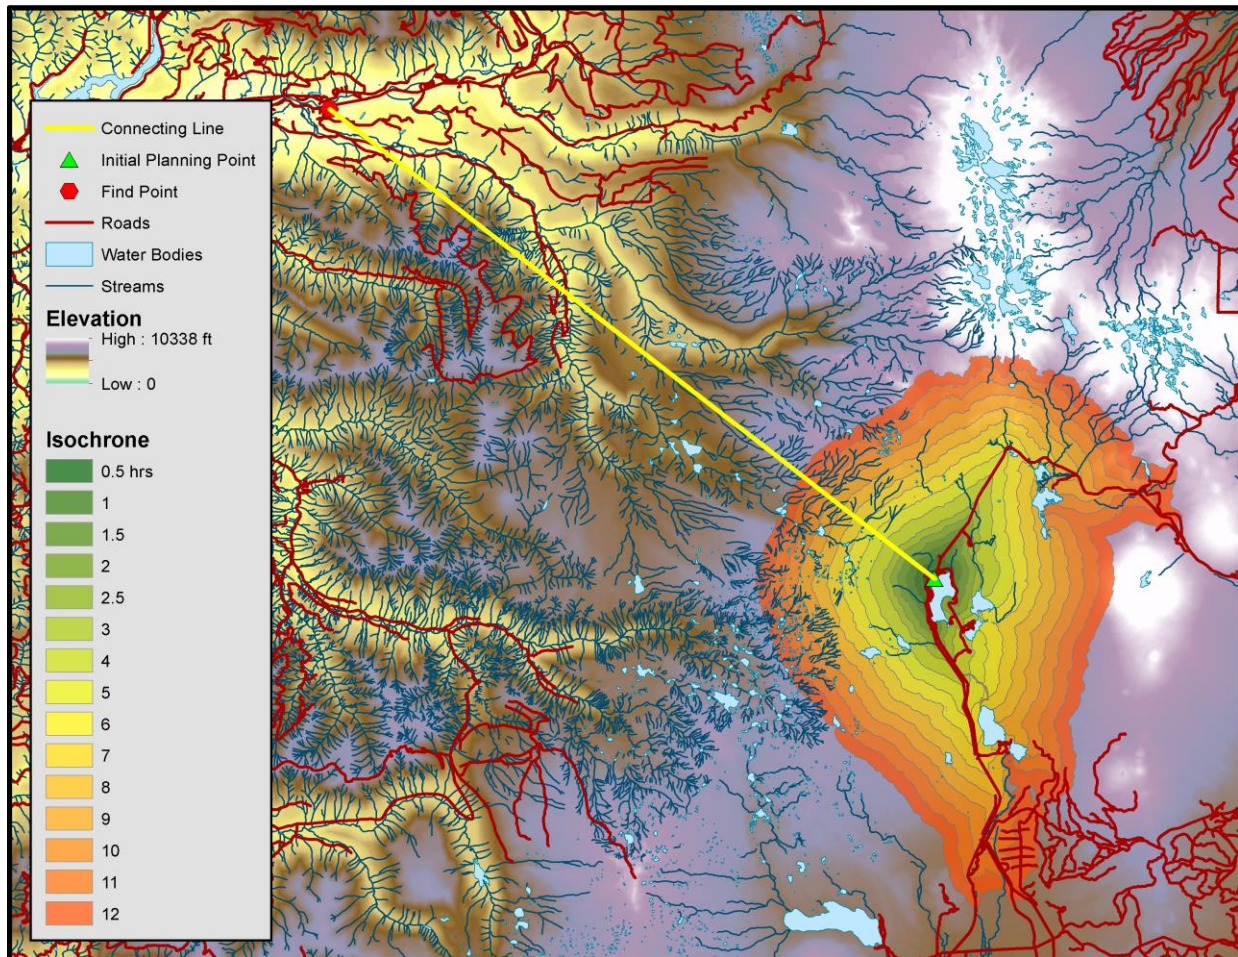 Connecting Line
Initial Planning Point
Find Point
Roads
Water Bodies
Streams
Elevation
High : 10338 ft
Low : 0
Isochrone
0.5 hrs
1
1.5
2
2.5
3
4
5
6
7
8
9
10
11
12